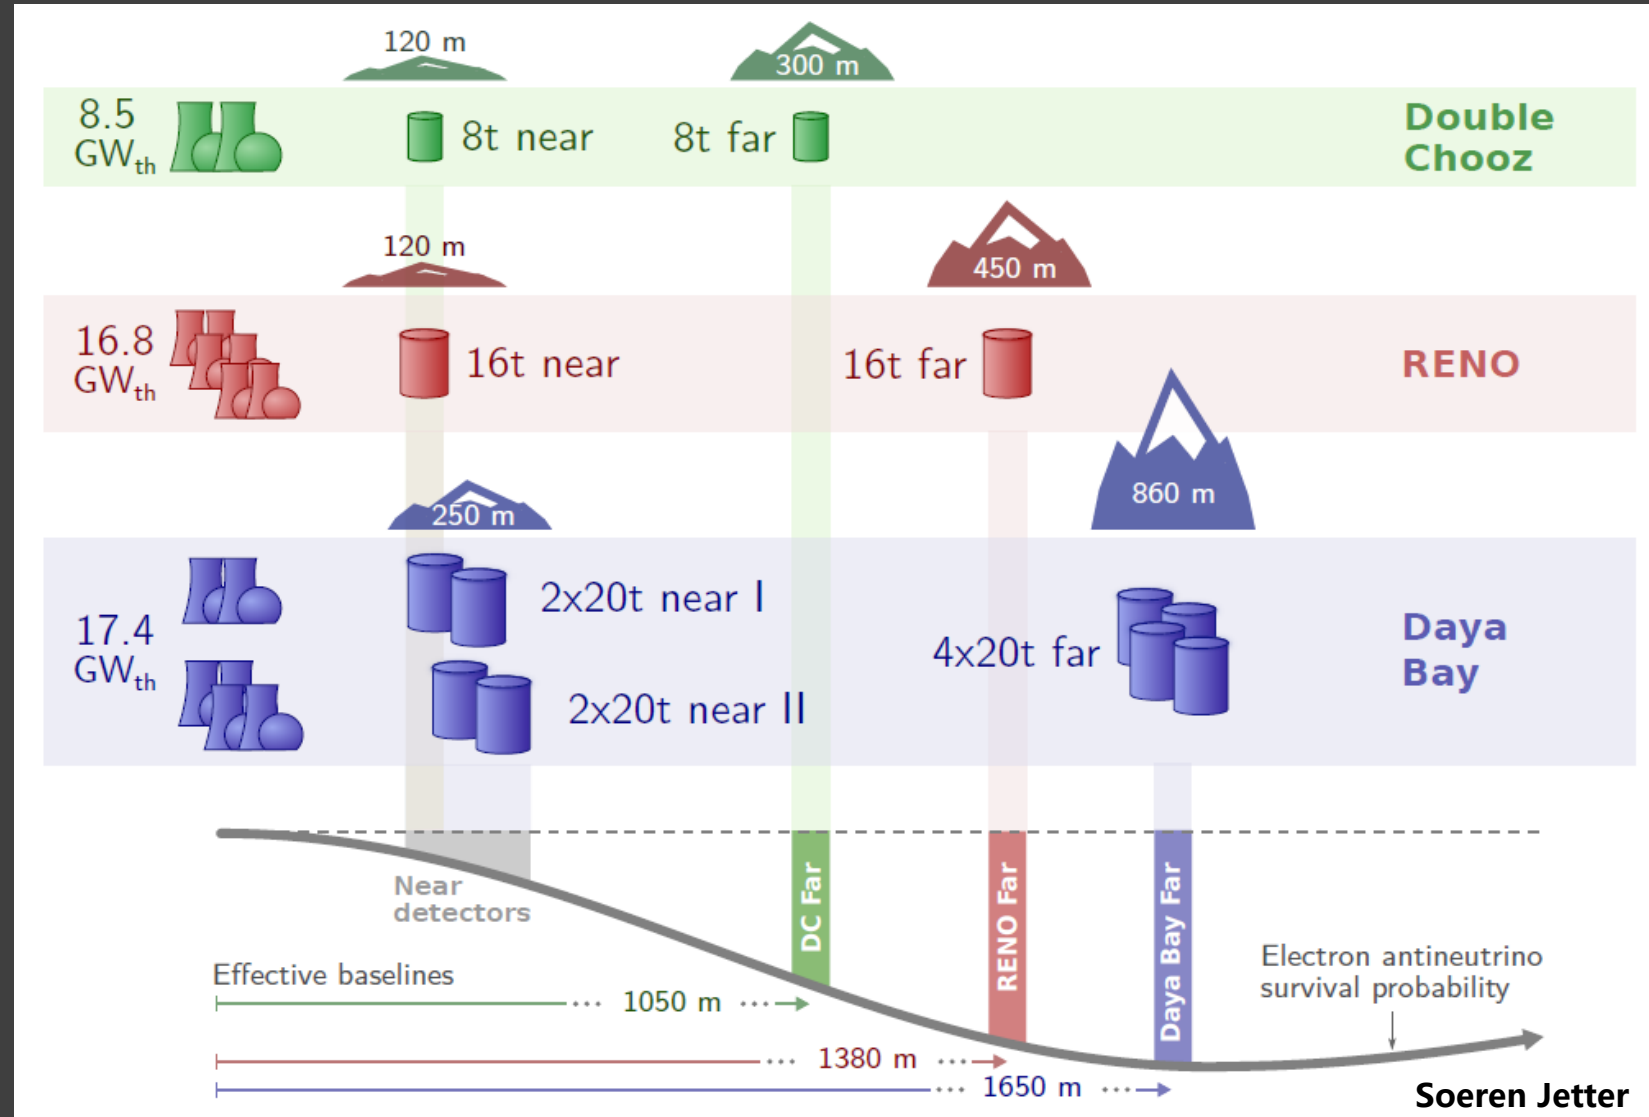 120 m
300 m
8.5
GWth
8t near
8t far
Double
Chooz
120 m
450 m
16.8
GWth
16t near
16t far
RENO
250 m
860 m
17.4
GWth
2x20t near I
2x20t near II
4x20t far
Daya
Bay
Near
detectors
DC Far
RENO Far
Daya Bay Far
Electron antineutrino
survival probability
Effective baselines
··· 1050 m ···
··· 1380 m ···
··· 1650 m ···
Soeren Jetter